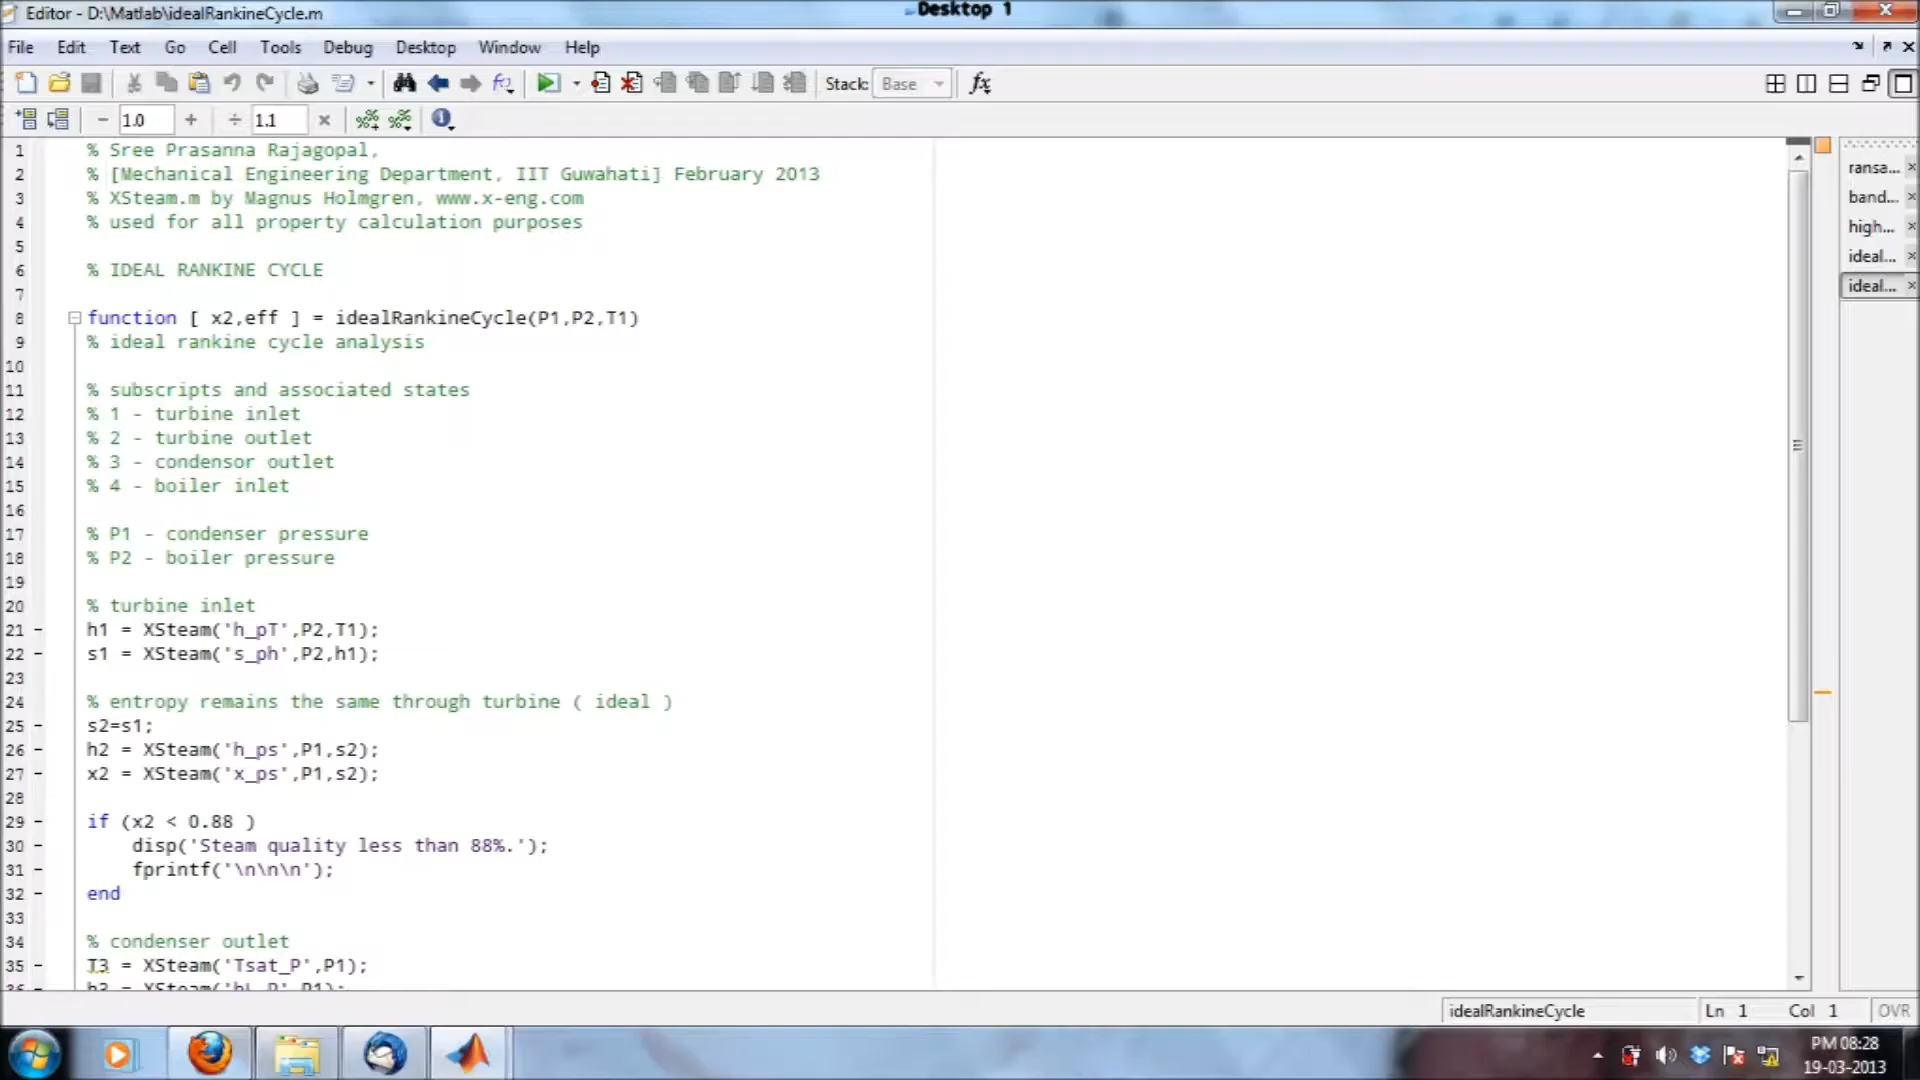 Editor - D:\Matlab\idealRankineCycle.m
Desktop 1
File Edit Text Go Cell Tools Debug Desktop Window Help
Stack: Base fx
− 1.0 + ÷ 1.1 ×
1 % Sree Prasanna Rajagopal,
2 % [Mechanical Engineering Department, IIT Guwahati] February 2013
3 % XSteam.m by Magnus Holmgren, www.x-eng.com
4 % used for all property calculation purposes
5
6 % IDEAL RANKINE CYCLE
7
8 function [ x2,eff ] = idealRankineCycle(P1,P2,T1)
9 % ideal rankine cycle analysis
10
11 % subscripts and associated states
12 % 1 - turbine inlet
13 % 2 - turbine outlet
14 % 3 - condensor outlet
15 % 4 - boiler inlet
16
17 % P1 - condenser pressure
18 % P2 - boiler pressure
19
20 % turbine inlet
21 - h1 = XSteam('h_pT',P2,T1);
22 - s1 = XSteam('s_ph',P2,h1);
23
24 % entropy remains the same through turbine ( ideal )
25 - s2=s1;
26 - h2 = XSteam('h_ps',P1,s2);
27 - x2 = XSteam('x_ps',P1,s2);
28
29 - if (x2 < 0.88 )
30 - disp('Steam quality less than 88%.');
31 - fprintf('\n\n\n');
32 - end
33
34 % condenser outlet
35 - T3 = XSteam('Tsat_P',P1);
ransa...
band...
high...
ideal...
ideal...
idealRankineCycle Ln 1 Col 1 OVR
PM 08:28
19-03-2013